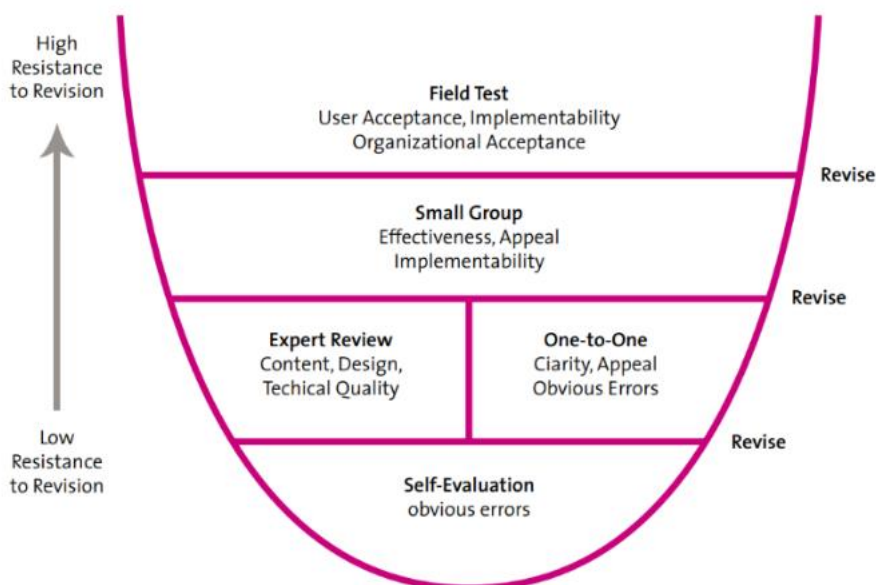 High
Resistance
to Revision
Field Test
User Acceptance, Implementability
Organizational Acceptance
Revise
Small Group
Effectiveness, Appeal
Implementability
Revise
Expert Review
Content, Design,
Techical Quality
One-to-One
Ciarity, Appeal
Obvious Errors
Low
Resistance
to Revision
Revise
Self-Evaluation
obvious errors